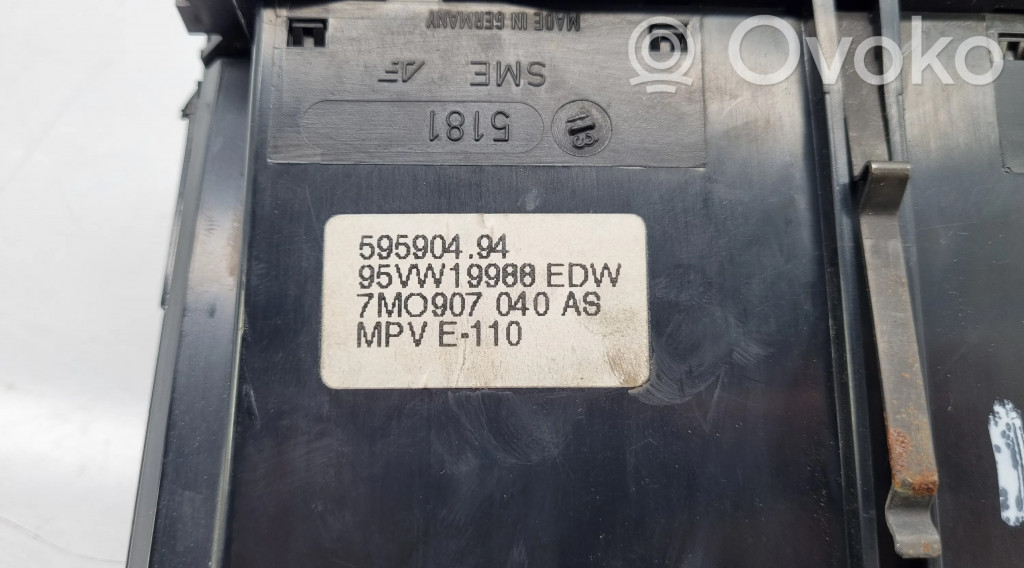 MADE IN GERMANY
SME
5181
Ovoko
595904.94
95VW19988 EDW
7MO907 040 AS
MPV E-110